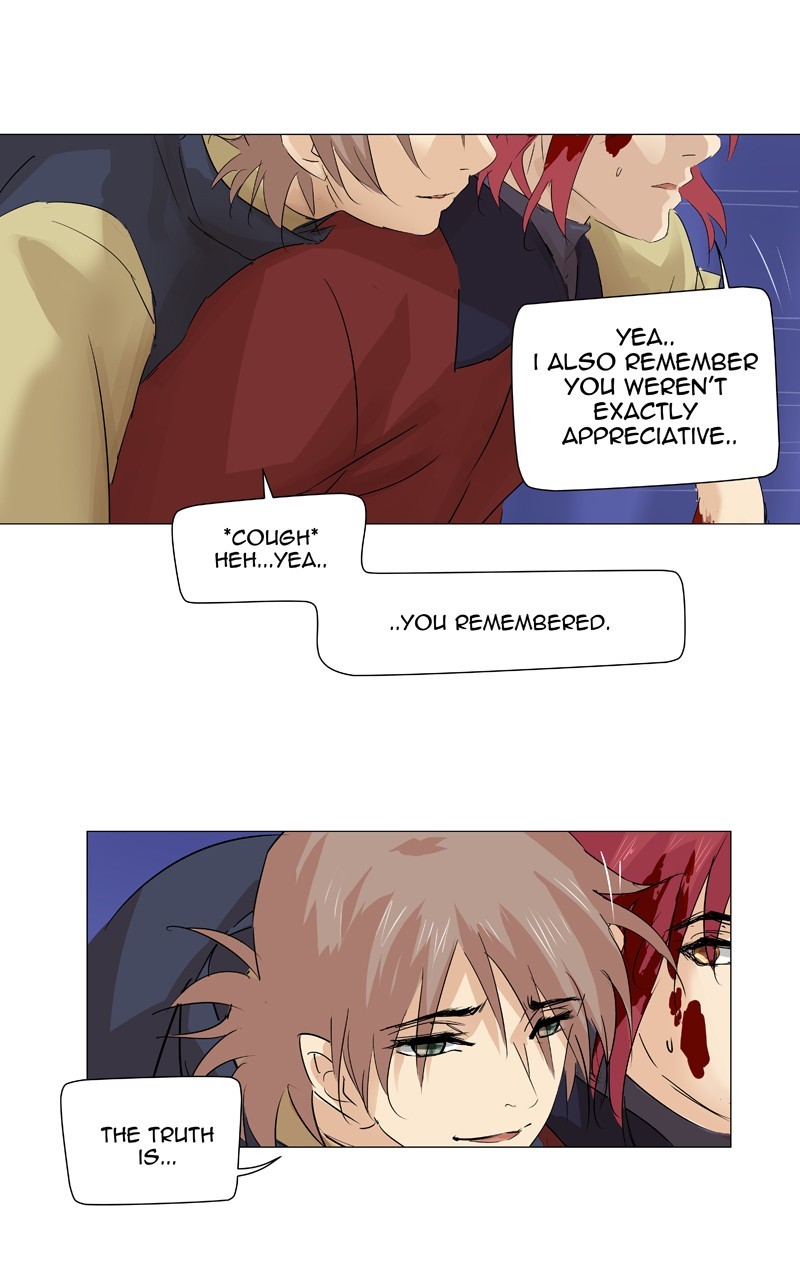 YEA..
I ALSO REMEMBER
YOU WEREN'T
EXACTLY
APPRECIATIVE..
*COUGH*
HEH...YEA..
..YOU REMEMBERED.
THE TRUTH
IS...